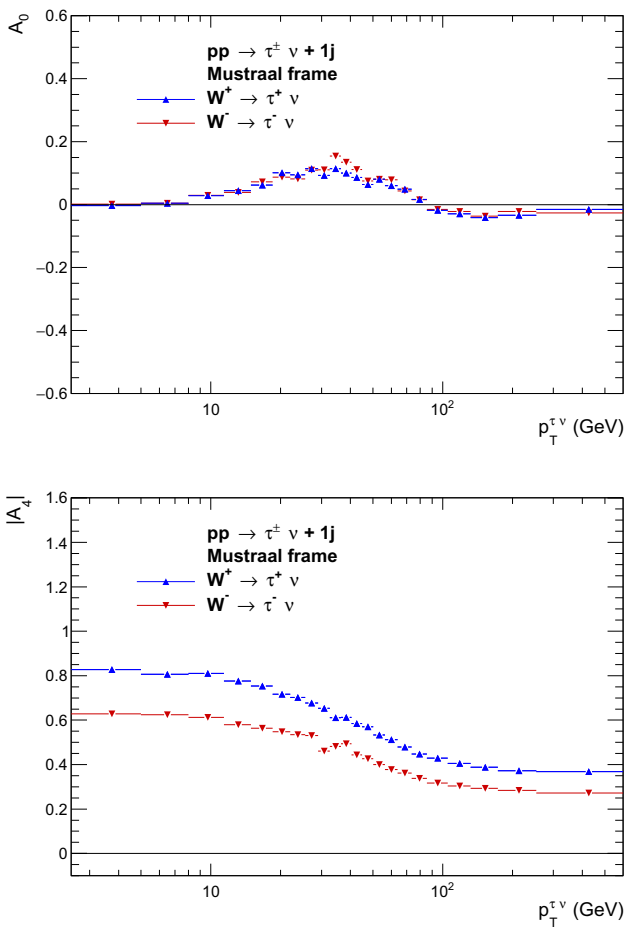 A₀
0.6
pp → τ± ν + 1j
Mustraal frame
0.4
W⁺ → τ⁺ ν
W⁻ → τ⁻ ν
0.2
0
−0.2
−0.4
−0.6
10 10²
p_T^{τ ν} (GeV)
|A₄|
1.6
pp → τ± ν + 1j
1.4
Mustraal frame
W⁺ → τ⁺ ν
1.2
W⁻ → τ⁻ ν
1
0.8
0.6
0.4
0.2
0
10 10²
p_T^{τ ν} (GeV)